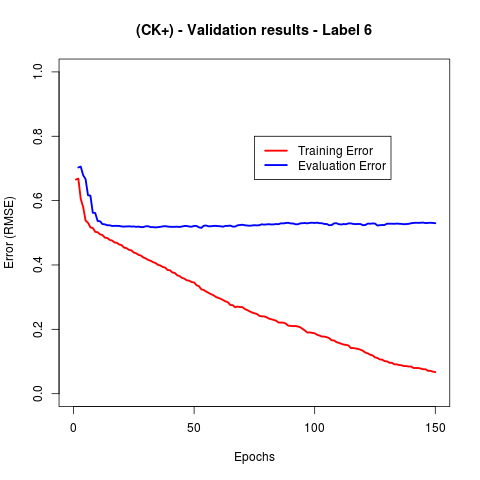 (CK+) - Validation results - Label 6
Error (RMSE)
1.0
0.8
0.6
0.4
0.2
0.0
Training Error
Evaluation Error
0 50 100 150
Epochs